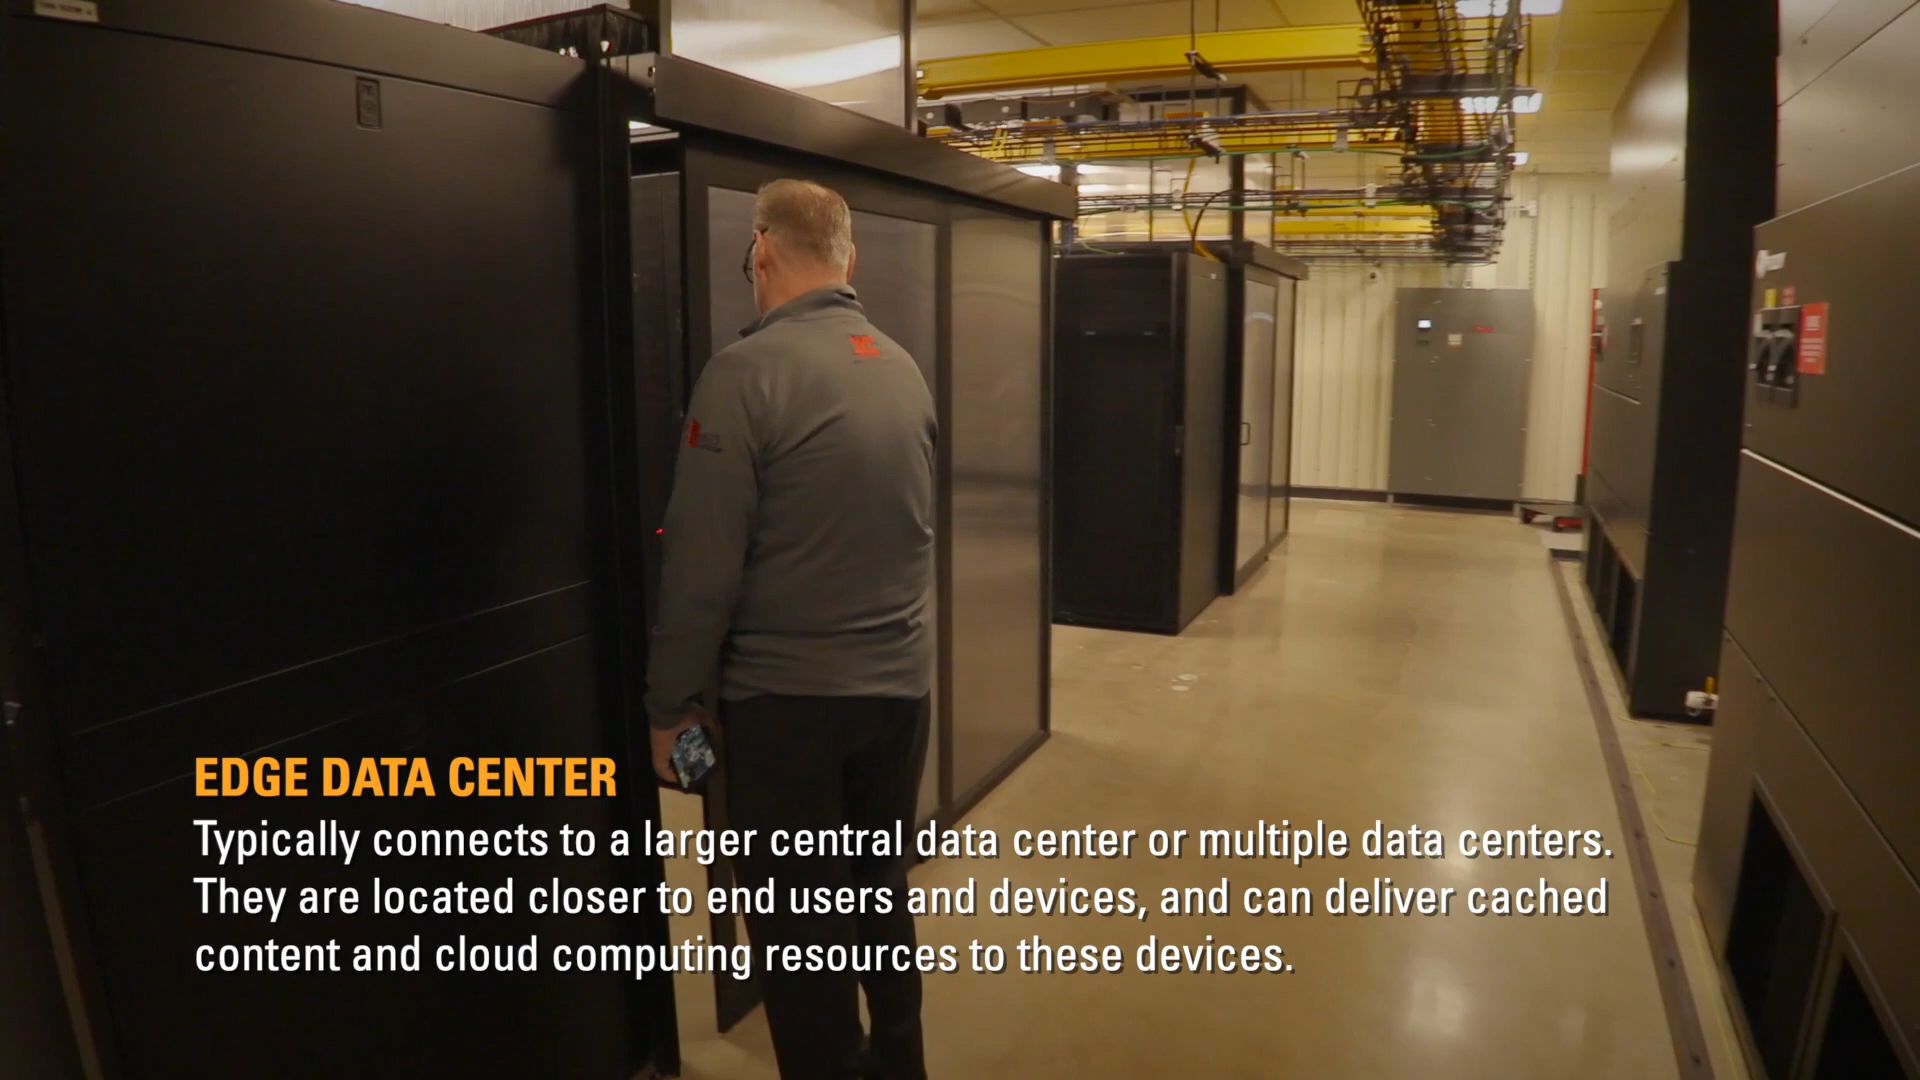 EDGE DATA CENTER
Typically connects to a larger central data center or multiple data centers.
They are located closer to end users and devices, and can deliver cached
content and cloud computing resources to these devices.